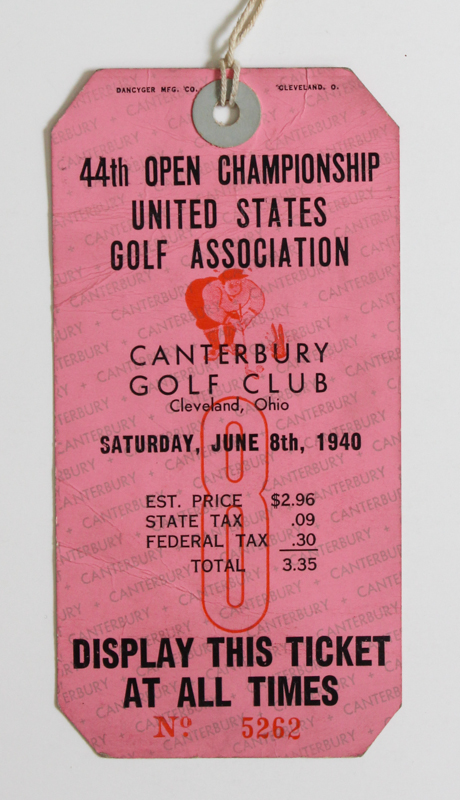 DANCYGER MFG. CO. CLEVELAND, O.
44th OPEN CHAMPIONSHIP
UNITED STATES
GOLF ASSOCIATION
CANTERBURY
GOLF CLUB
Cleveland, Ohio
8
SATURDAY, JUNE 8th, 1940
EST. PRICE $2.96
STATE TAX .09
FEDERAL TAX .30
TOTAL 3.35
DISPLAY THIS TICKET
AT ALL TIMES
Nº 5262